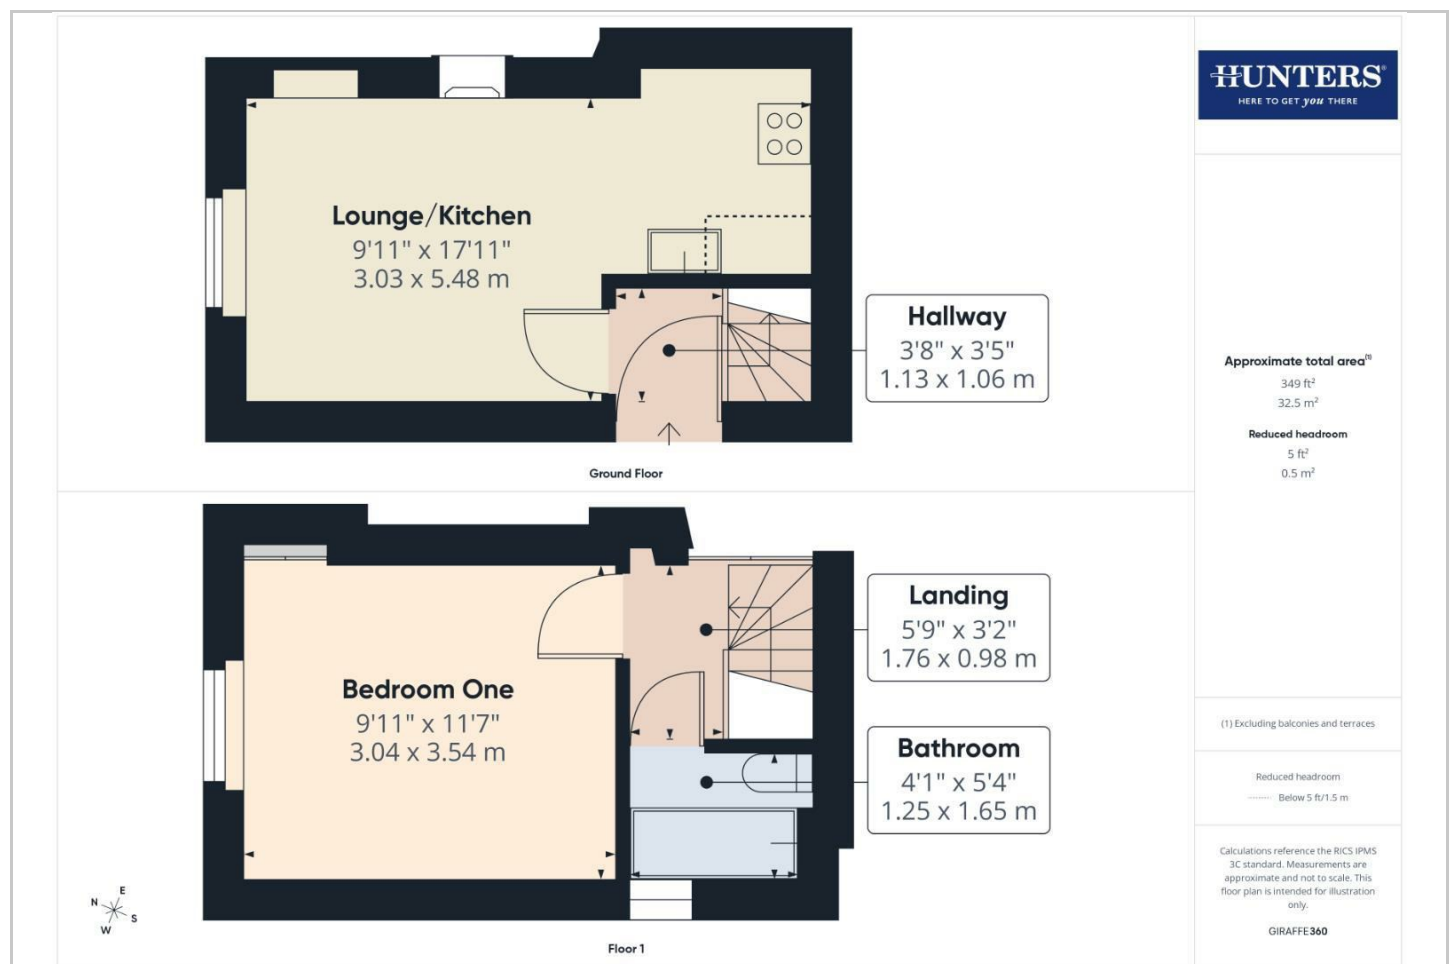 Lounge/Kitchen
9'11" x 17'11"
3.03 x 5.48 m
Hallway
3'8" x 3'5"
1.13 x 1.06 m
Ground Floor
Bedroom One
9'11" x 11'7"
3.04 x 3.54 m
Landing
5'9" x 3'2"
1.76 x 0.98 m
Bathroom
4'1" x 5'4"
1.25 x 1.65 m
N
E
S
W
Floor 1
HUNTERS®
HERE TO GET you THERE
Approximate total area(1)
349 ft²
32.5 m²
Reduced headroom
5 ft²
0.5 m²
(1) Excluding balconies and terraces
Reduced headroom
Below 5 ft/1.5 m
Calculations reference the RICS IPMS
3C standard. Measurements are
approximate and not to scale. This
floor plan is intended for illustration
only.
GIRAFFE360